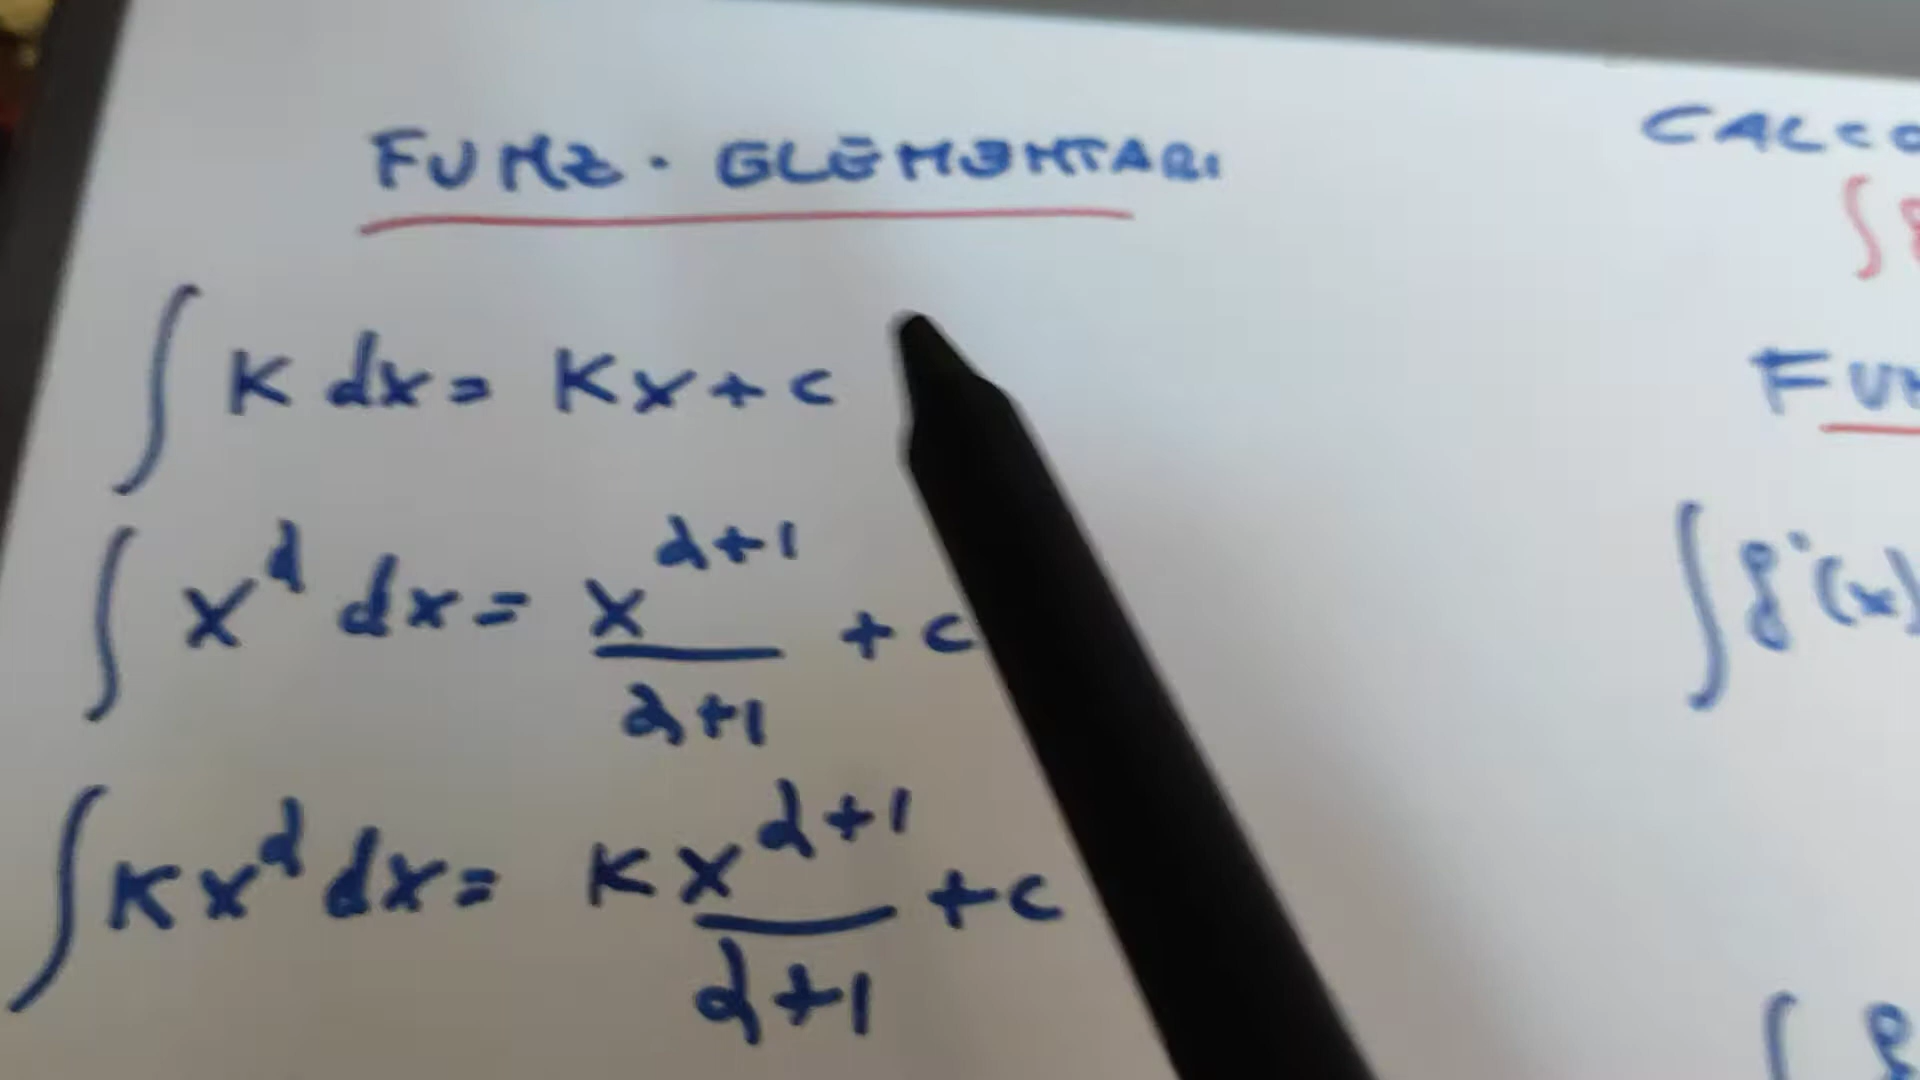 FUNZ. ELEMENTARI
∫ K dx = Kx + c
∫ x^α dx = x^(α+1) / (α+1) + c
∫ K x^α dx = K x^(α+1) / (α+1) + c
∫ f'(x)